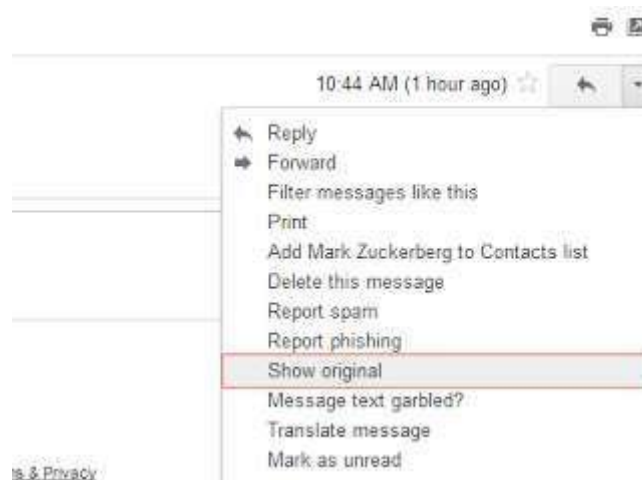 10:44 AM (1 hour ago)
Reply
Forward
Filter messages like this
Print
Add Mark Zuckerberg to Contacts list
Delete this message
Report spam
Report phishing
Show original
Message text garbled?
Translate message
Mark as unread
& Privacy